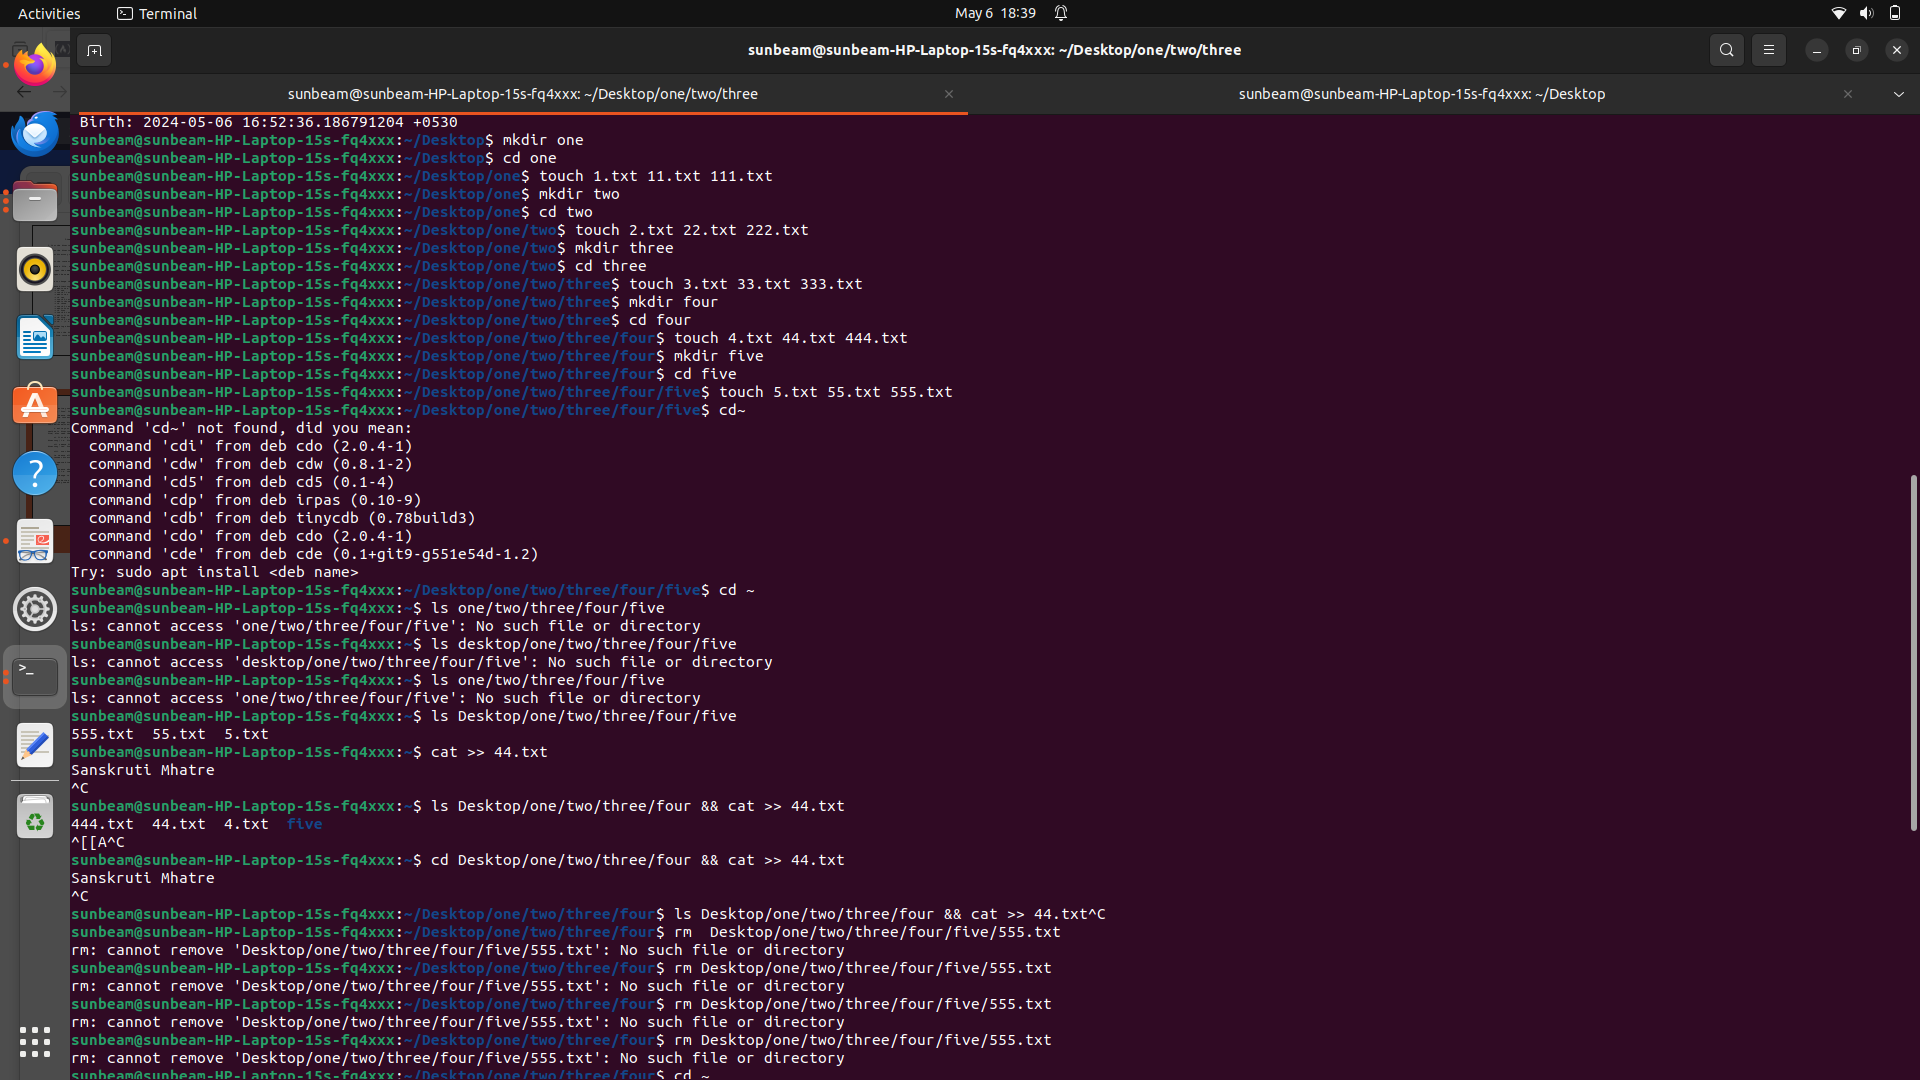 Activities
Terminal
May 6 18:39
sunbeam@sunbeam-HP-Laptop-15s-fq4xxx: ~/Desktop/one/two/three
sunbeam@sunbeam-HP-Laptop-15s-fq4xxx: ~/Desktop/one/two/three
sunbeam@sunbeam-HP-Laptop-15s-fq4xxx: ~/Desktop
 Birth: 2024-05-06 16:52:36.186791204 +0530
sunbeam@sunbeam-HP-Laptop-15s-fq4xxx:~/Desktop$ mkdir one
sunbeam@sunbeam-HP-Laptop-15s-fq4xxx:~/Desktop$ cd one
sunbeam@sunbeam-HP-Laptop-15s-fq4xxx:~/Desktop/one$ touch 1.txt 11.txt 111.txt
sunbeam@sunbeam-HP-Laptop-15s-fq4xxx:~/Desktop/one$ mkdir two
sunbeam@sunbeam-HP-Laptop-15s-fq4xxx:~/Desktop/one$ cd two
sunbeam@sunbeam-HP-Laptop-15s-fq4xxx:~/Desktop/one/two$ touch 2.txt 22.txt 222.txt
sunbeam@sunbeam-HP-Laptop-15s-fq4xxx:~/Desktop/one/two$ mkdir three
sunbeam@sunbeam-HP-Laptop-15s-fq4xxx:~/Desktop/one/two$ cd three
sunbeam@sunbeam-HP-Laptop-15s-fq4xxx:~/Desktop/one/two/three$ touch 3.txt 33.txt 333.txt
sunbeam@sunbeam-HP-Laptop-15s-fq4xxx:~/Desktop/one/two/three$ mkdir four
sunbeam@sunbeam-HP-Laptop-15s-fq4xxx:~/Desktop/one/two/three$ cd four
sunbeam@sunbeam-HP-Laptop-15s-fq4xxx:~/Desktop/one/two/three/four$ touch 4.txt 44.txt 444.txt
sunbeam@sunbeam-HP-Laptop-15s-fq4xxx:~/Desktop/one/two/three/four$ mkdir five
sunbeam@sunbeam-HP-Laptop-15s-fq4xxx:~/Desktop/one/two/three/four$ cd five
sunbeam@sunbeam-HP-Laptop-15s-fq4xxx:~/Desktop/one/two/three/four/five$ touch 5.txt 55.txt 555.txt
sunbeam@sunbeam-HP-Laptop-15s-fq4xxx:~/Desktop/one/two/three/four/five$ cd~
Command 'cd~' not found, did you mean:
  command 'cdi' from deb cdo (2.0.4-1)
  command 'cdw' from deb cdw (0.8.1-2)
  command 'cd5' from deb cd5 (0.1-4)
  command 'cdp' from deb irpas (0.10-9)
  command 'cdb' from deb tinycdb (0.78build3)
  command 'cdo' from deb cdo (2.0.4-1)
  command 'cde' from deb cde (0.1+git9-g551e54d-1.2)
Try: sudo apt install <deb name>
sunbeam@sunbeam-HP-Laptop-15s-fq4xxx:~/Desktop/one/two/three/four/five$ cd ~
sunbeam@sunbeam-HP-Laptop-15s-fq4xxx:~$ ls one/two/three/four/five
ls: cannot access 'one/two/three/four/five': No such file or directory
sunbeam@sunbeam-HP-Laptop-15s-fq4xxx:~$ ls desktop/one/two/three/four/five
ls: cannot access 'desktop/one/two/three/four/five': No such file or directory
sunbeam@sunbeam-HP-Laptop-15s-fq4xxx:~$ ls one/two/three/four/five
ls: cannot access 'one/two/three/four/five': No such file or directory
sunbeam@sunbeam-HP-Laptop-15s-fq4xxx:~$ ls Desktop/one/two/three/four/five
555.txt  55.txt  5.txt
sunbeam@sunbeam-HP-Laptop-15s-fq4xxx:~$ cat >> 44.txt
Sanskruti Mhatre
^C
sunbeam@sunbeam-HP-Laptop-15s-fq4xxx:~$ ls Desktop/one/two/three/four && cat >> 44.txt
444.txt  44.txt  4.txt  five
^[[A^C
sunbeam@sunbeam-HP-Laptop-15s-fq4xxx:~$ cd Desktop/one/two/three/four && cat >> 44.txt
Sanskruti Mhatre
^C
sunbeam@sunbeam-HP-Laptop-15s-fq4xxx:~/Desktop/one/two/three/four$ ls Desktop/one/two/three/four && cat >> 44.txt^C
sunbeam@sunbeam-HP-Laptop-15s-fq4xxx:~/Desktop/one/two/three/four$ rm  Desktop/one/two/three/four/five/555.txt
rm: cannot remove 'Desktop/one/two/three/four/five/555.txt': No such file or directory
sunbeam@sunbeam-HP-Laptop-15s-fq4xxx:~/Desktop/one/two/three/four$ rm Desktop/one/two/three/four/five/555.txt
rm: cannot remove 'Desktop/one/two/three/four/five/555.txt': No such file or directory
sunbeam@sunbeam-HP-Laptop-15s-fq4xxx:~/Desktop/one/two/three/four$ rm Desktop/one/two/three/four/five/555.txt
rm: cannot remove 'Desktop/one/two/three/four/five/555.txt': No such file or directory
sunbeam@sunbeam-HP-Laptop-15s-fq4xxx:~/Desktop/one/two/three/four$ rm Desktop/one/two/three/four/five/555.txt
rm: cannot remove 'Desktop/one/two/three/four/five/555.txt': No such file or directory
sunbeam@sunbeam-HP-Laptop-15s-fq4xxx:~/Desktop/one/two/three/four$ cd ~